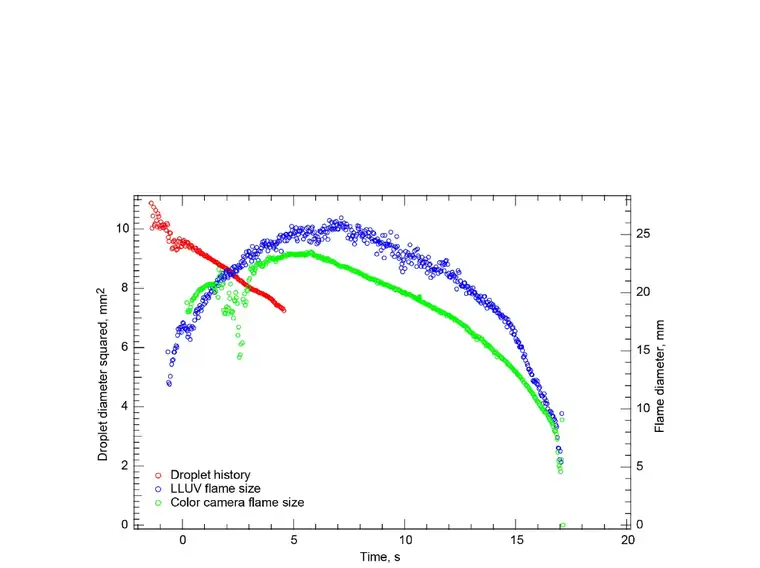 10
8
6
4
2
0
25
20
15
10
5
0
0
5
10
15
20
Droplet diameter squared, mm2
Flame diameter, mm
Time, s
Droplet history
LLUV flame size
Color camera flame size